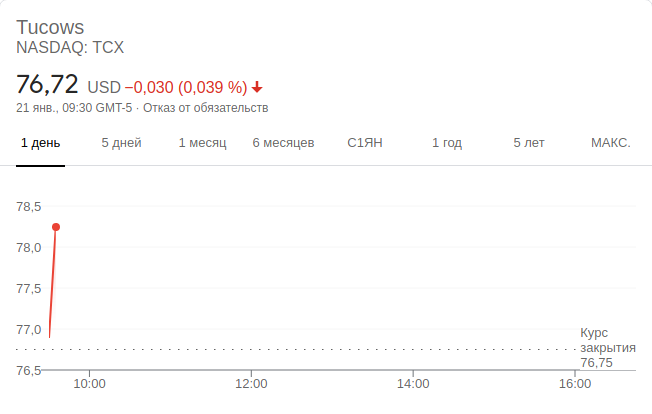 Tucows
NASDAQ: TCX
76,72 USD −0,030 (0,039 %)
21 янв., 09:30 GMT-5 · Отказ от обязательств
1 день 5 дней 1 месяц 6 месяцев С1ЯН 1 год 5 лет МАКС.
78,5
78,0
77,5
77,0
Курс
закрытия
76,75
76,5
10:00 12:00 14:00 16:00